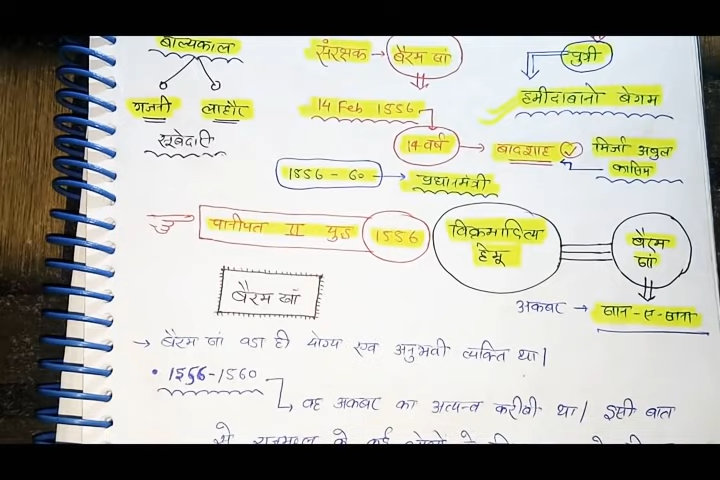 बाल्यकाल
संरक्षक → बैरम खां
पुत्री
गजनी लाहौर
सूबेदारी
14 Feb 1556
हमीदाबानो बेगम
14 वर्ष → बादशाह
मिर्जा अबुल कासिम
1556 - 60 → प्रधानमंत्री
पानीपत II युद्ध 1556
विक्रमादित्य हेमू
बैरम खां
अकबर → खान-ए-खाना
बैरम खां
→ बैरम खां बडा ही योग्य एव अनुभवी व्यक्ति था|
• 1556-1560
वह अकबर का अत्यन्त करीबी था| इसी बात
से राजमहल के कई लोगो